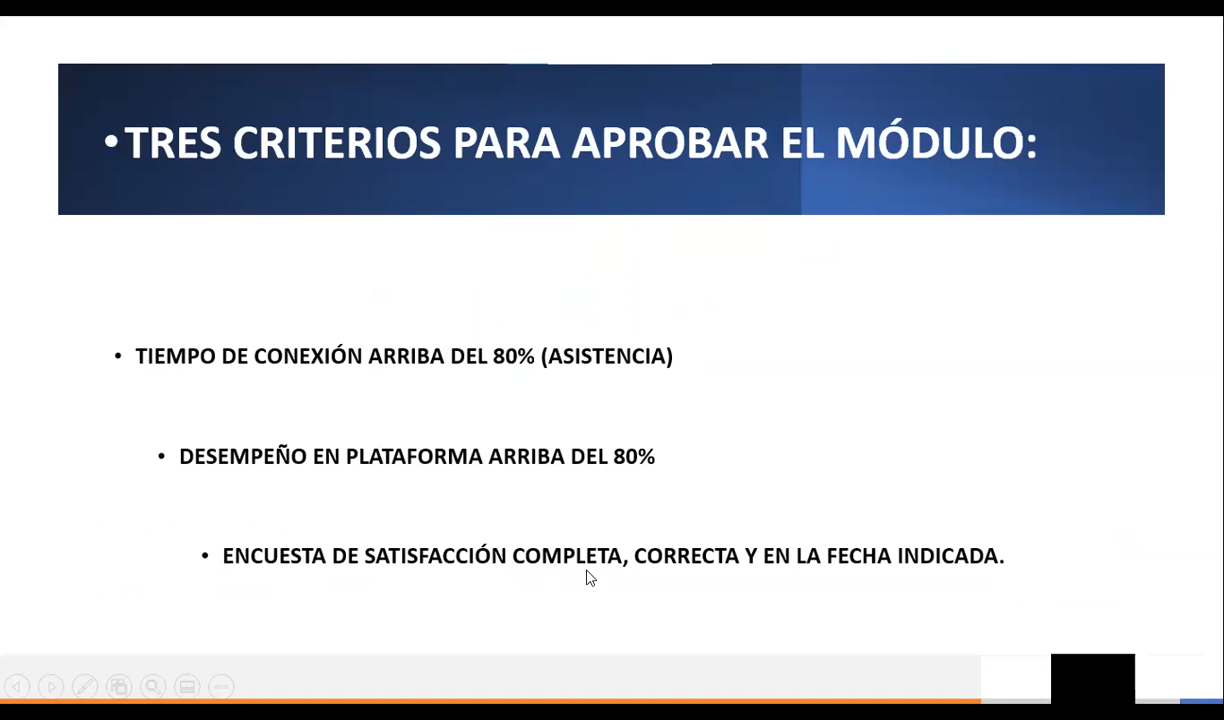 • TRES CRITERIOS PARA APROBAR EL MÓDULO:
• TIEMPO DE CONEXIÓN ARRIBA DEL 80% (ASISTENCIA)
• DESEMPEÑO EN PLATAFORMA ARRIBA DEL 80%
• ENCUESTA DE SATISFACCIÓN COMPLETA, CORRECTA Y EN LA FECHA INDICADA.